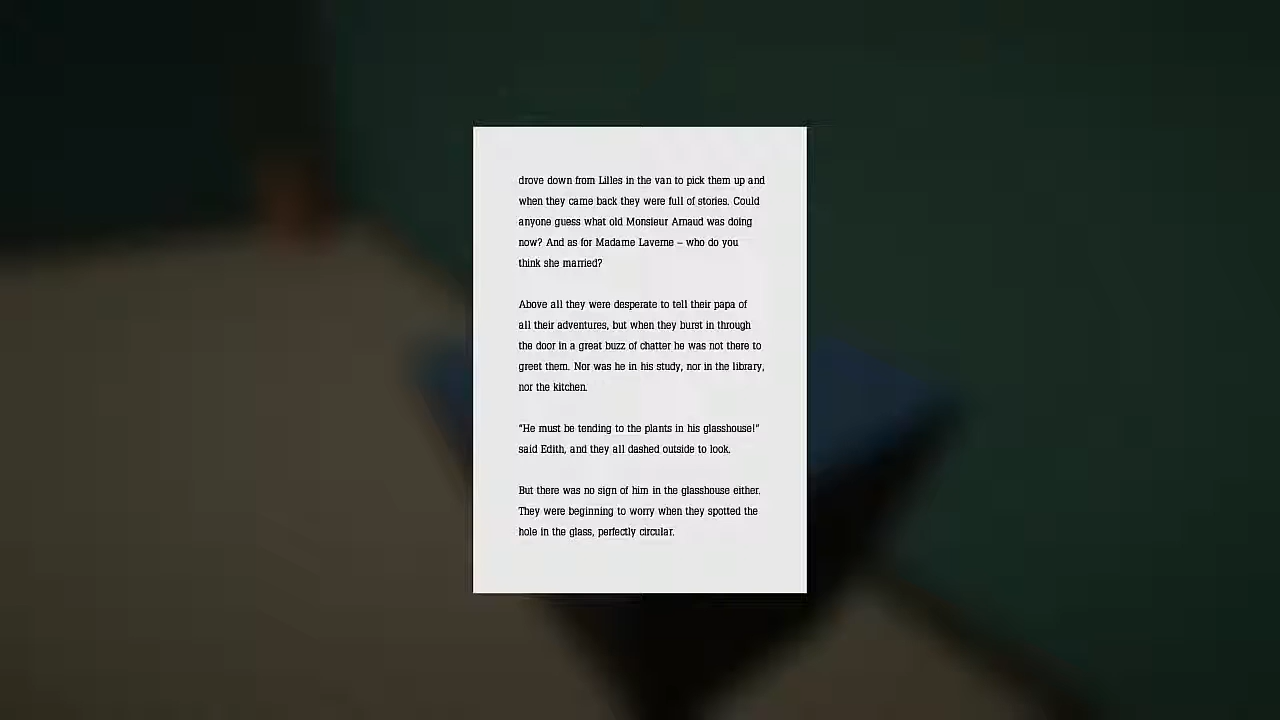 drove down from Lilles in the van to pick them up and
when they came back they were full of stories. Could
anyone guess what old Monsieur Arnaud was doing
now? And as for Madame Laverne – who do you
think she married?
Above all they were desperate to tell their papa of
all their adventures, but when they burst in through
the door in a great buzz of chatter he was not there to
greet them. Nor was he in his study, nor in the library,
nor the kitchen.
"He must be tending to the plants in his glasshouse!"
said Edith, and they all dashed outside to look.
But there was no sign of him in the glasshouse either.
They were beginning to worry when they spotted the
hole in the glass, perfectly circular.